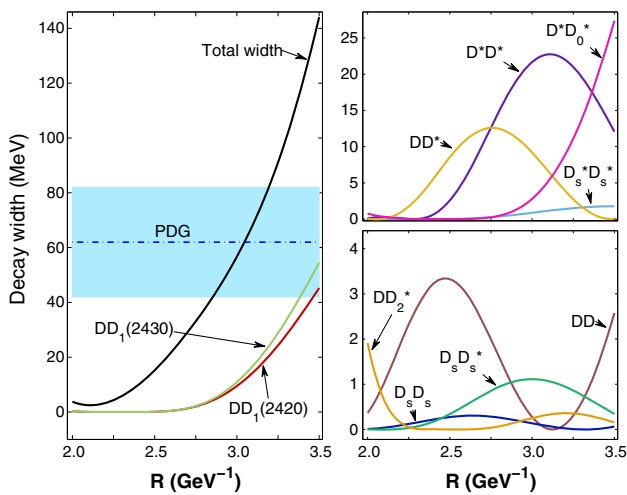 Decay width (MeV)
140
120
100
80
60
40
20
0
Total width
PDG
DD₁(2430)
DD₁(2420)
2.0
2.5
3.0
3.5
R (GeV⁻¹)
25
20
15
10
5
0
D*D*
D*D₀*
DD*
Dₛ*Dₛ*
4
3
2
1
0
DD₂*
DD
DₛDₛ*
DₛDₛ
2.0
2.5
3.0
3.5
R (GeV⁻¹)